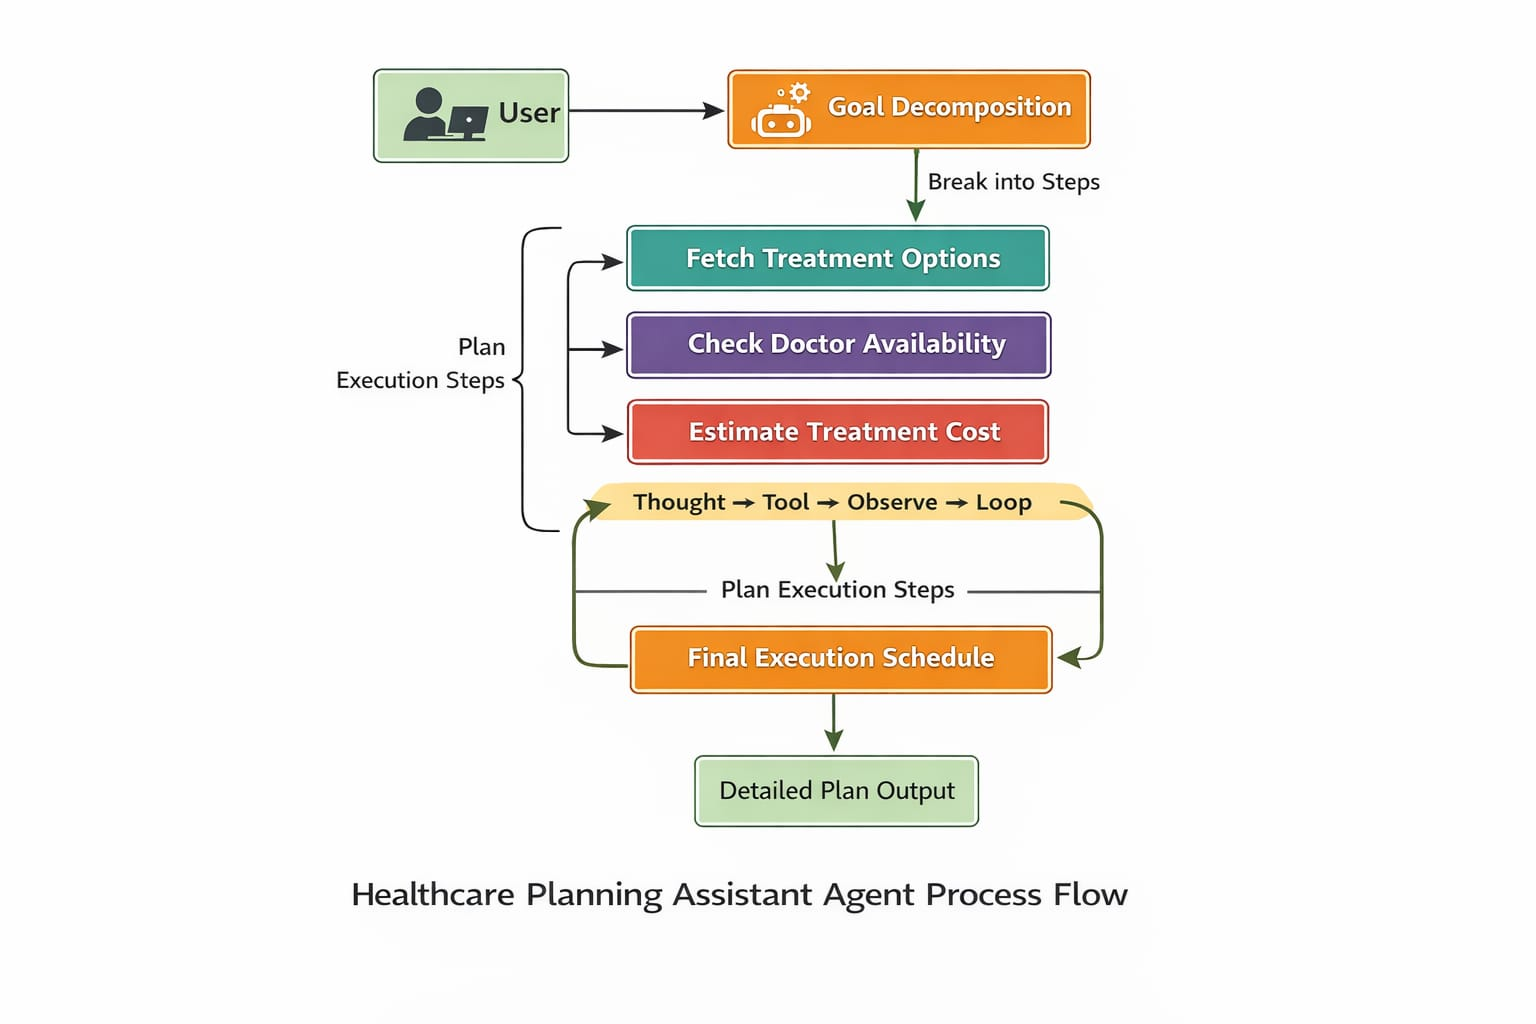 User
Goal Decomposition
Break into Steps
Fetch Treatment Options
Check Doctor Availability
Plan
Execution Steps
Estimate Treatment Cost
Thought → Tool → Observe → Loop
Plan Execution Steps
Final Execution Schedule
Detailed Plan Output
Healthcare Planning Assistant Agent Process Flow